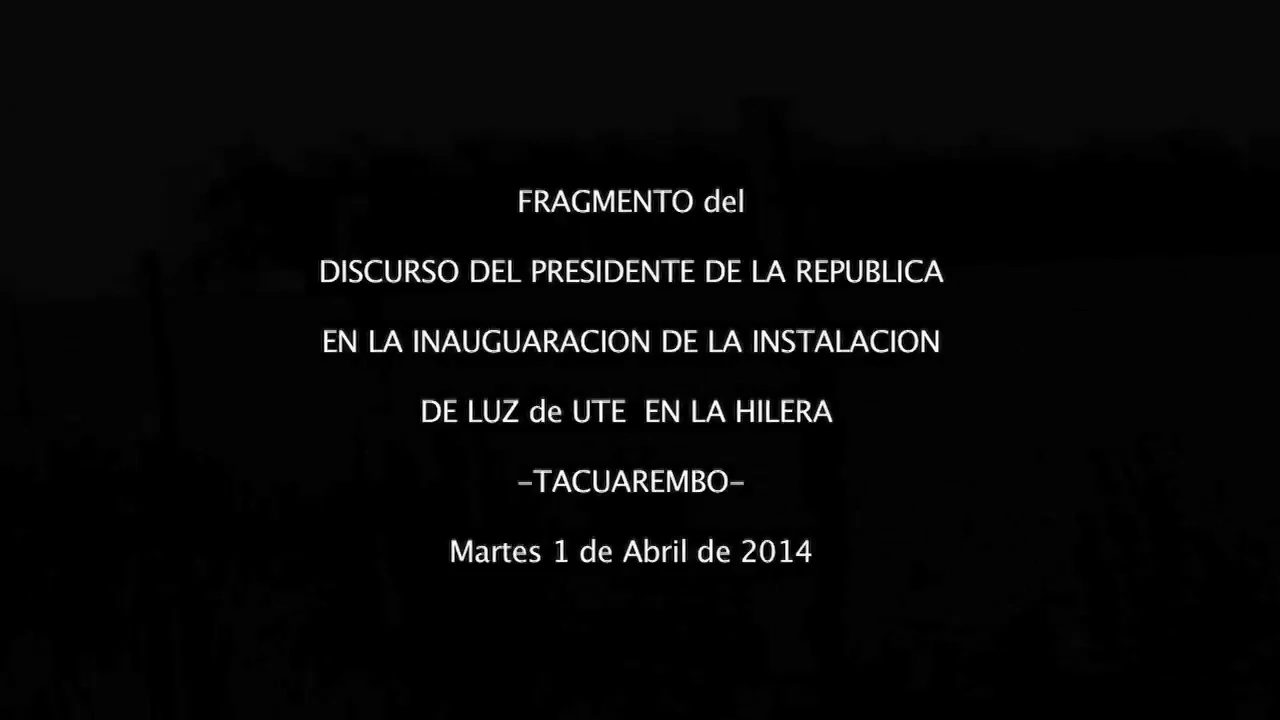 FRAGMENTO del
DISCURSO DEL PRESIDENTE DE LA REPUBLICA
EN LA INAUGUARACION DE LA INSTALACION
DE LUZ de UTE  EN LA HILERA
-TACUAREMBO-
Martes 1 de Abril de 2014